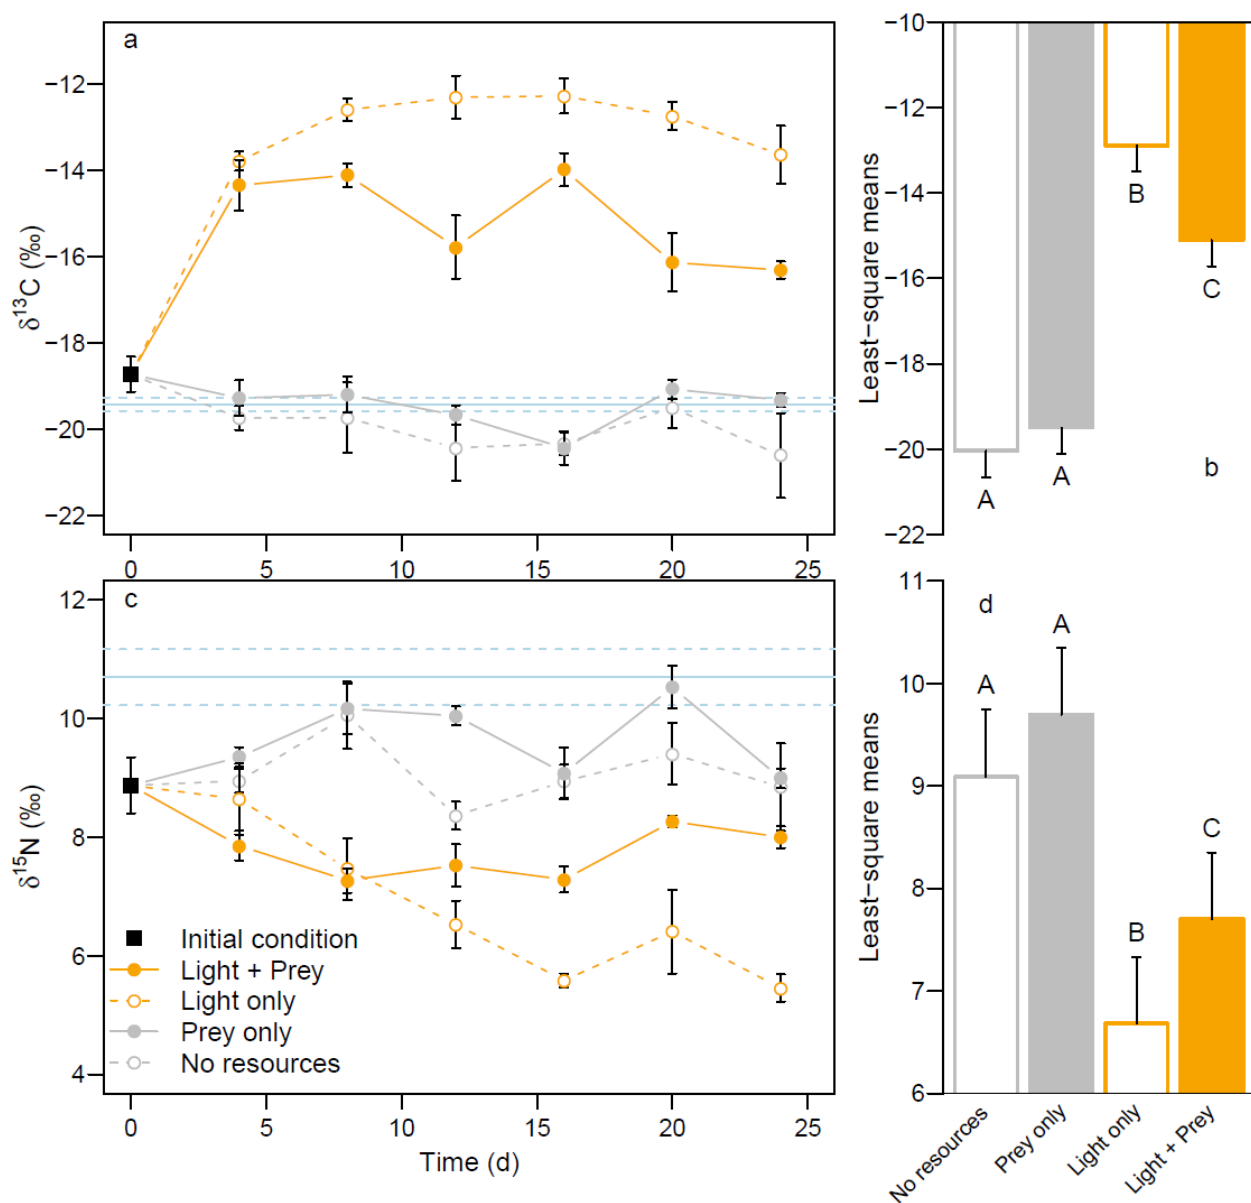 a
δ13C (‰)
−12
−14
−16
−18
−20
−22
0 5 10 15 20 25
Least−square means
−10
−12
−14
−16
−18
−20
−22
A
A
B
C
b
c
δ15N (‰)
12
10
8
6
4
Initial condition
Light + Prey
Light only
Prey only
No resources
0 5 10 15 20 25
Time (d)
Least−square means
11
10
9
8
7
6
d
A
A
B
C
No resources
Prey only
Light only
Light + Prey